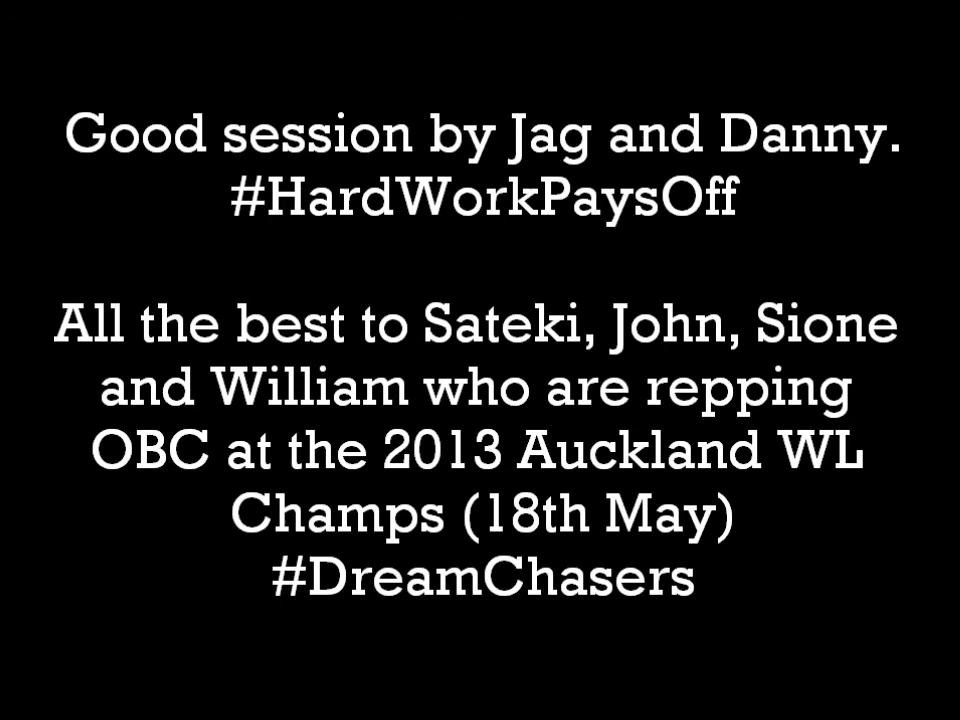 Good session by Jag and Danny.
#HardWorkPaysOff
All the best to Sateki, John, Sione
and William who are repping
OBC at the 2013 Auckland WL
Champs (18th May)
#DreamChasers